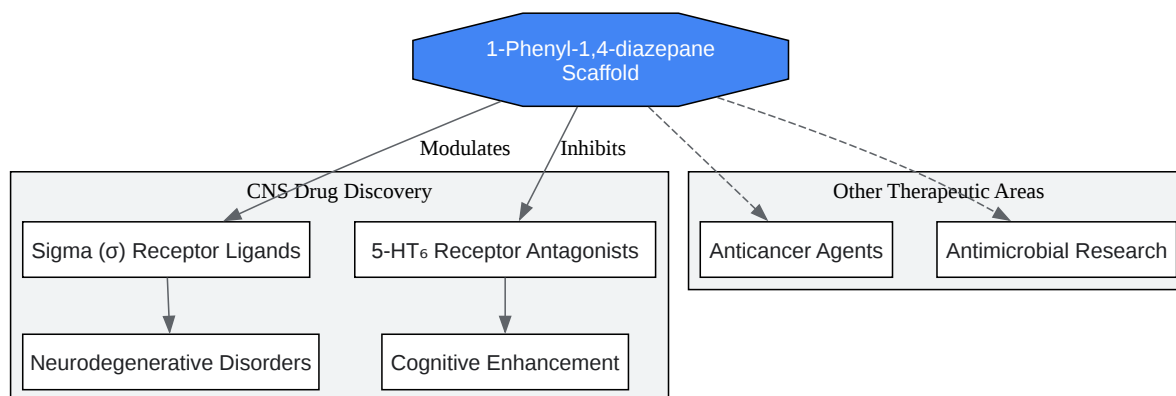 1-Phenyl-1,4-diazepane
Scaffold
Modulates
Inhibits
CNS Drug Discovery
Other Therapeutic Areas
Sigma (σ) Receptor Ligands
5-HT₆ Receptor Antagonists
Anticancer Agents
Antimicrobial Research
Neurodegenerative Disorders
Cognitive Enhancement